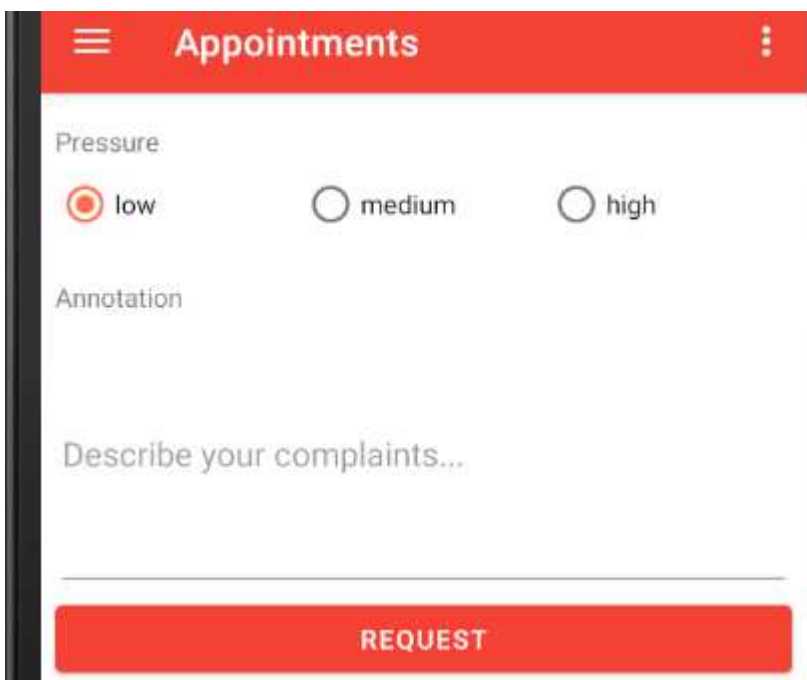 Appointments
Pressure
low medium high
Annotation
Describe your complaints...
REQUEST